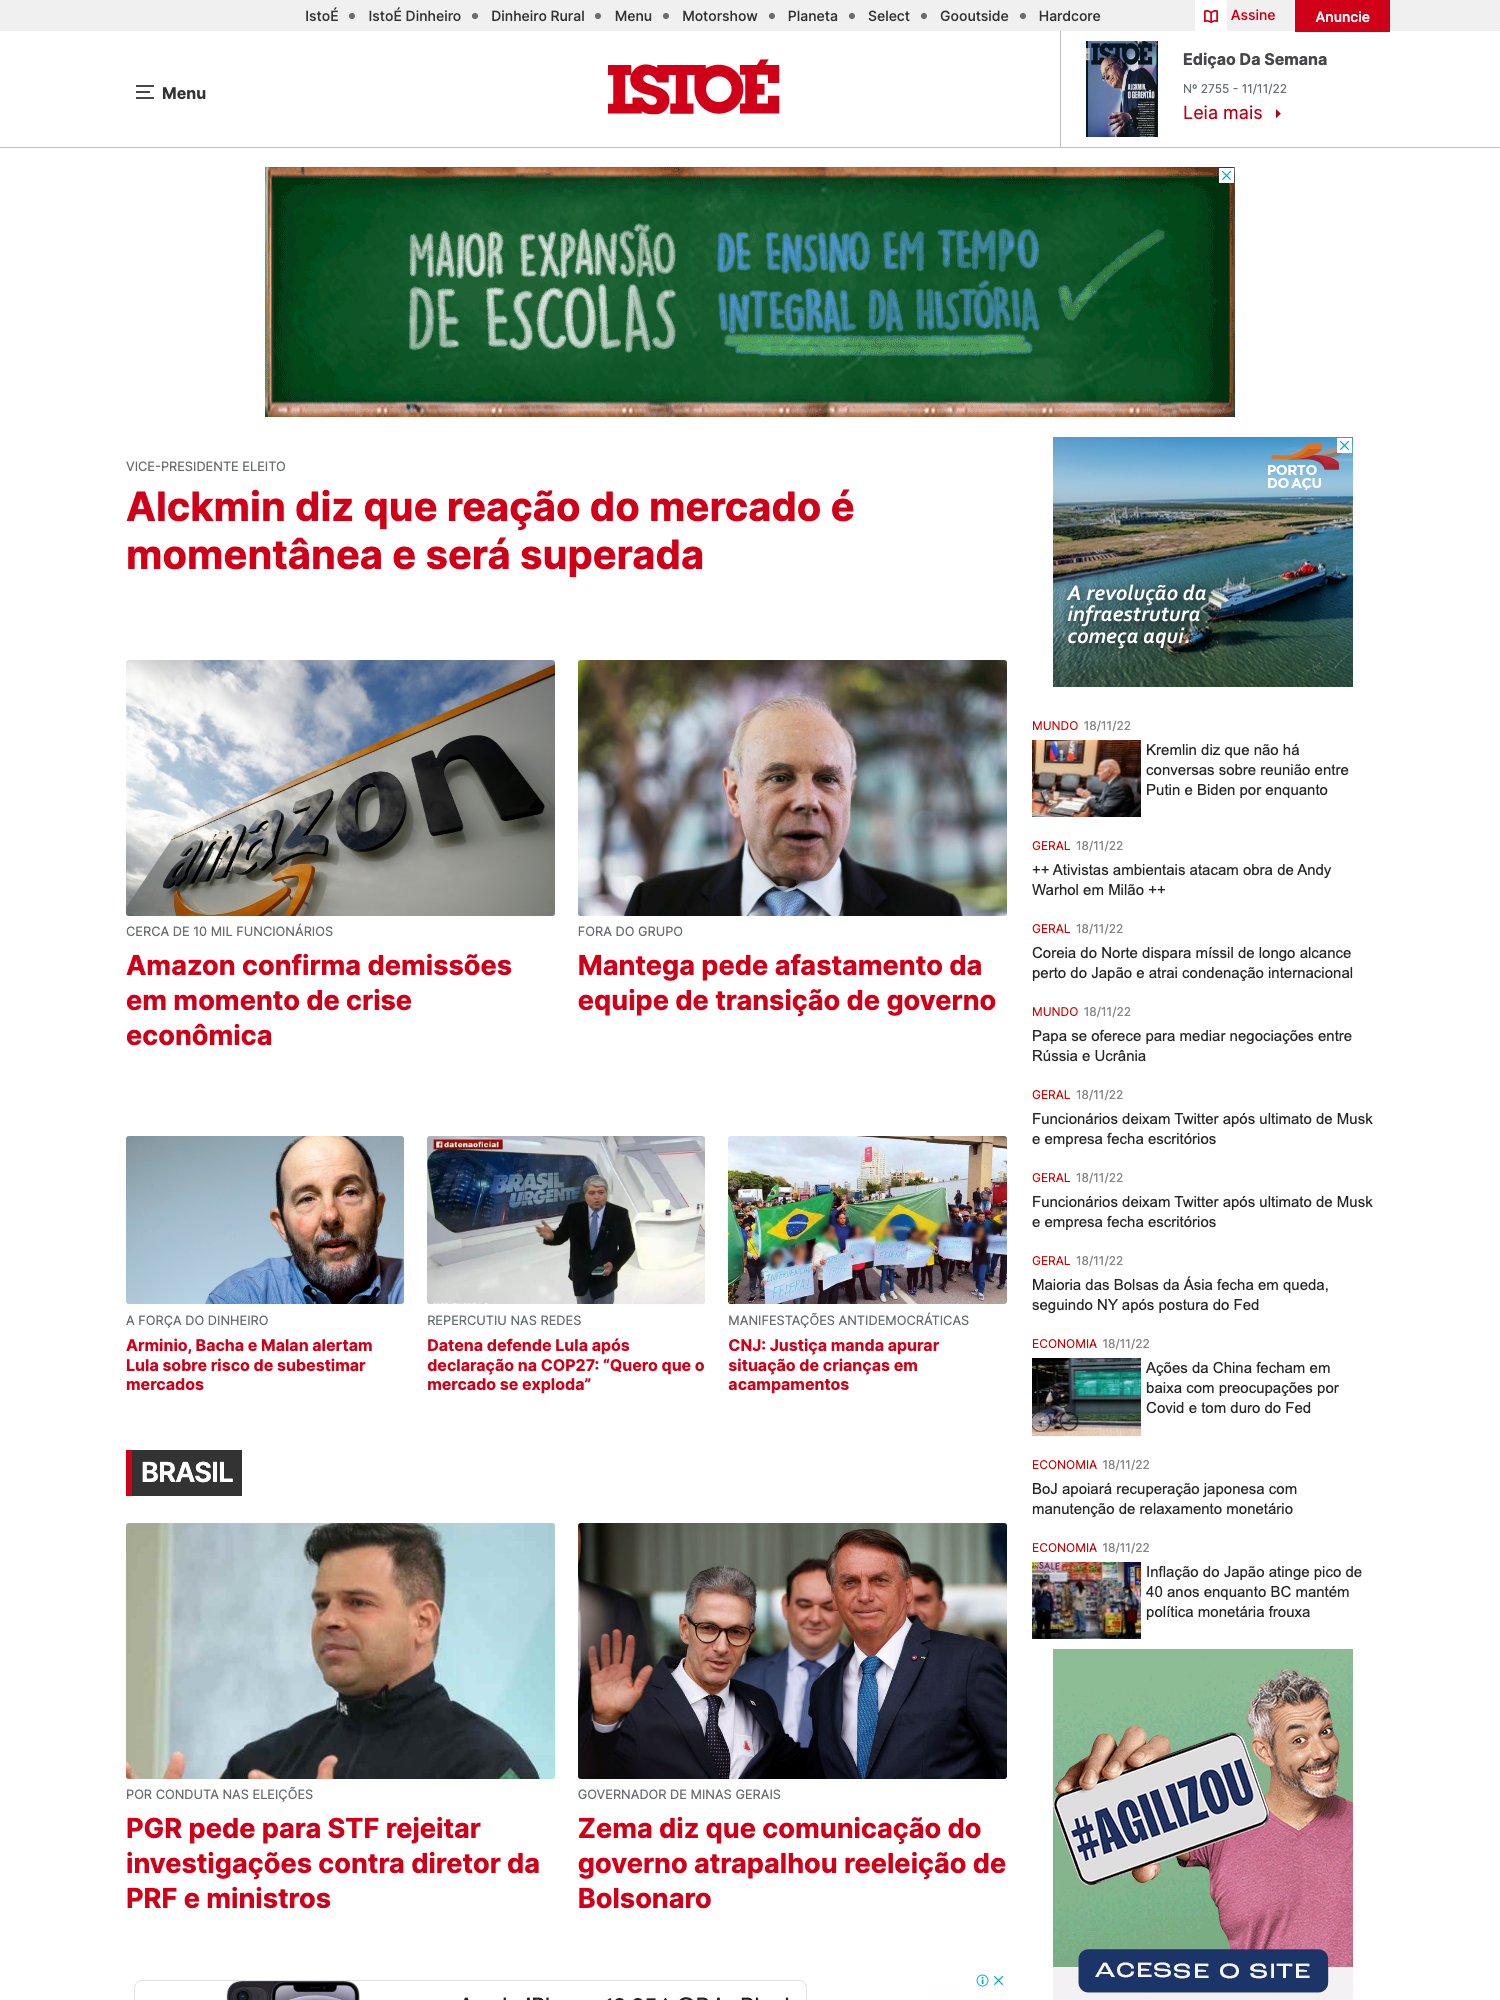 IstoÉ • IstoÉ Dinheiro • Dinheiro Rural • Menu • Motorshow • Planeta • Select • Gooutside • Hardcore
Assine
Anuncie
Menu
ISTOÉ
ISTOÉ
ALCKMIN,
O GERENTÃO
Ediçao Da Semana
Nº 2755 - 11/11/22
Leia mais
MAIOR EXPANSÃO
DE ESCOLAS
DE ENSINO EM TEMPO
INTEGRAL DA HISTÓRIA
VICE-PRESIDENTE ELEITO
Alckmin diz que reação do mercado é
momentânea e será superada
PORTO
DO AÇU
A revolução da
infraestrutura
começa aqui.
amazon
CERCA DE 10 MIL FUNCIONÁRIOS
Amazon confirma demissões
em momento de crise
econômica
FORA DO GRUPO
Mantega pede afastamento da
equipe de transição de governo
datenaoficial
BRASIL
URGENTE
FEDERAL
A FORÇA DO DINHEIRO
Arminio, Bacha e Malan alertam
Lula sobre risco de subestimar
mercados
REPERCUTIU NAS REDES
Datena defende Lula após
declaração na COP27: “Quero que o
mercado se exploda”
MANIFESTAÇÕES ANTIDEMOCRÁTICAS
CNJ: Justiça manda apurar
situação de crianças em
acampamentos
BRASIL
POR CONDUTA NAS ELEIÇÕES
PGR pede para STF rejeitar
investigações contra diretor da
PRF e ministros
GOVERNADOR DE MINAS GERAIS
Zema diz que comunicação do
governo atrapalhou reeleição de
Bolsonaro
MUNDO 18/11/22
Kremlin diz que não há
conversas sobre reunião entre
Putin e Biden por enquanto
GERAL 18/11/22
++ Ativistas ambientais atacam obra de Andy
Warhol em Milão ++
GERAL 18/11/22
Coreia do Norte dispara míssil de longo alcance
perto do Japão e atrai condenação internacional
MUNDO 18/11/22
Papa se oferece para mediar negociações entre
Rússia e Ucrânia
GERAL 18/11/22
Funcionários deixam Twitter após ultimato de Musk
e empresa fecha escritórios
GERAL 18/11/22
Funcionários deixam Twitter após ultimato de Musk
e empresa fecha escritórios
GERAL 18/11/22
Maioria das Bolsas da Ásia fecha em queda,
seguindo NY após postura do Fed
ECONOMIA 18/11/22
Ações da China fecham em
baixa com preocupações por
Covid e tom duro do Fed
ECONOMIA 18/11/22
BoJ apoiará recuperação japonesa com
manutenção de relaxamento monetário
ECONOMIA 18/11/22
SALE
Inflação do Japão atinge pico de
40 anos enquanto BC mantém
política monetária frouxa
#AGILIZOU
ACESSE O SITE